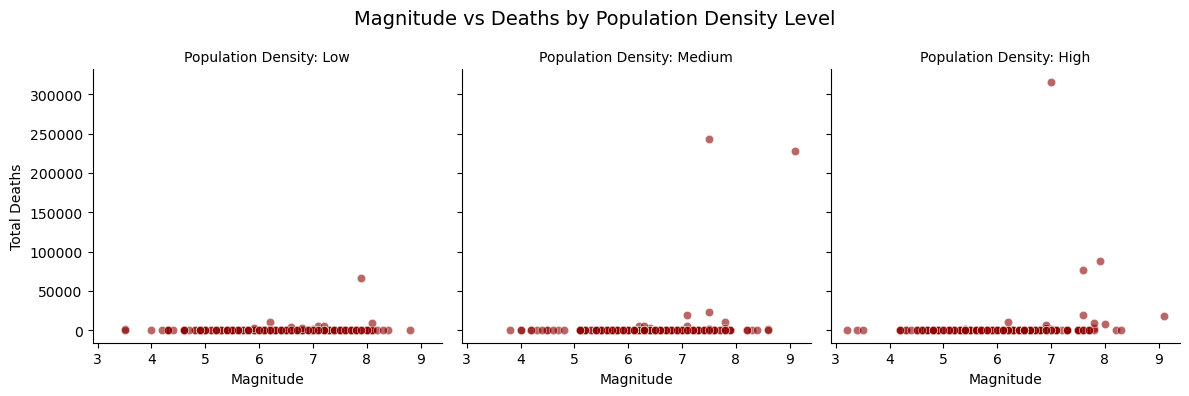 Magnitude vs Deaths by Population Density Level
Population Density: Low
Population Density: Medium
Population Density: High
Total Deaths
300000
250000
200000
150000
100000
50000
0
3 4 5 6 7 8 9
Magnitude
4 5 6 7 8 9
3
Magnitude
3 4 5 6 7 8 9
Magnitude